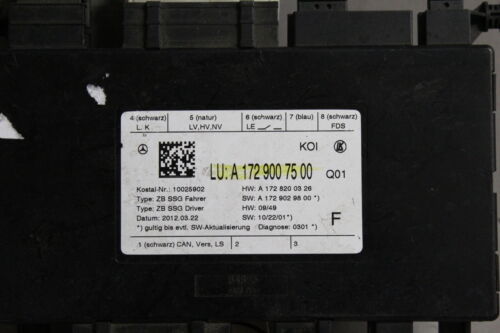 4 (schwarz) 5 (natur) 6 (schwarz) 7 (blau) 8 (schwarz)
L. K LV,HV,NV LE FDS
KOI
LU: A 172 900 75 00 Q01
Kostal-Nr.: 10025902 HW: A 172 820 03 26
Type: ZB SSG Fahrer SW: A 172 902 98 00 *)
Type: ZB SSG Driver HW: 09/49
Datum: 2012.03.22 SW: 10/22/01*) F
*) gultig bis evtl. SW-Aktualisierung Diagnose: 0301 *)
1 (schwarz) CAN, Vers, LS 2 3